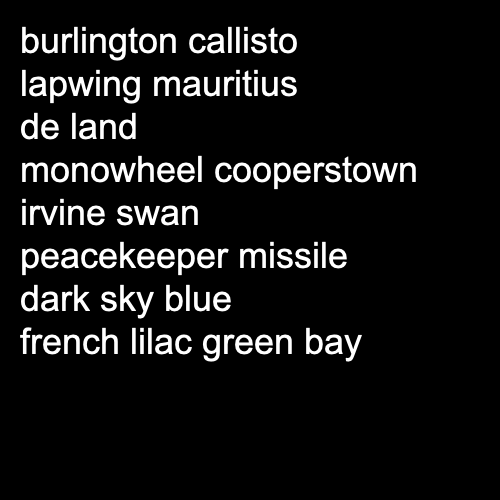 burlington callisto
lapwing mauritius
de land
monowheel cooperstown
irvine swan
peacekeeper missile
dark sky blue
french lilac green bay